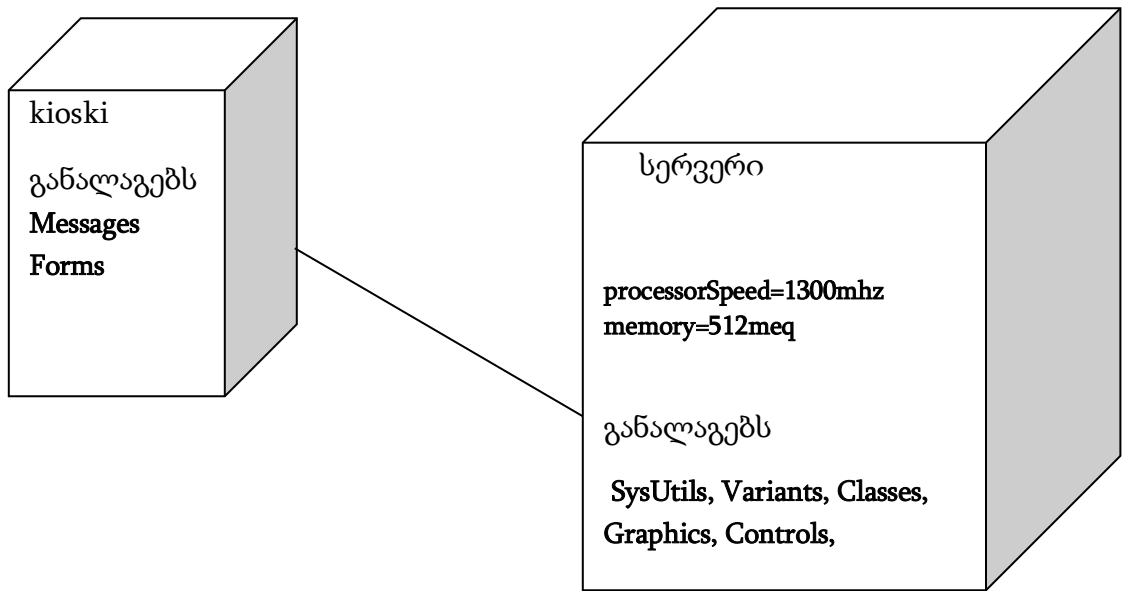 kioski
განალაგებს
Messages
Forms
სერვერი
processorSpeed=1300mhz
memory=512meq
განალაგებს
SysUtils, Variants, Classes,
Graphics, Controls,